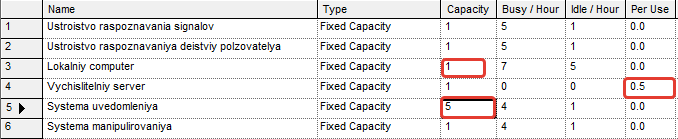 Name Type Capacity Busy / Hour Idle / Hour Per Use
1 Ustroistvo raspoznavaniya signalov Fixed Capacity 1 5 1 0.0
2 Ustroistvo raspoznavaniya deistviy polzovatelya Fixed Capacity 1 5 1 0.0
3 Lokalniy computer Fixed Capacity 1 7 5 0.0
4 Vychislitelniy server Fixed Capacity 1 0 0 0.5
5 Systema uvedomleniya Fixed Capacity 5 4 1 0.0
6 Systema manipulirovaniya Fixed Capacity 1 4 1 0.0